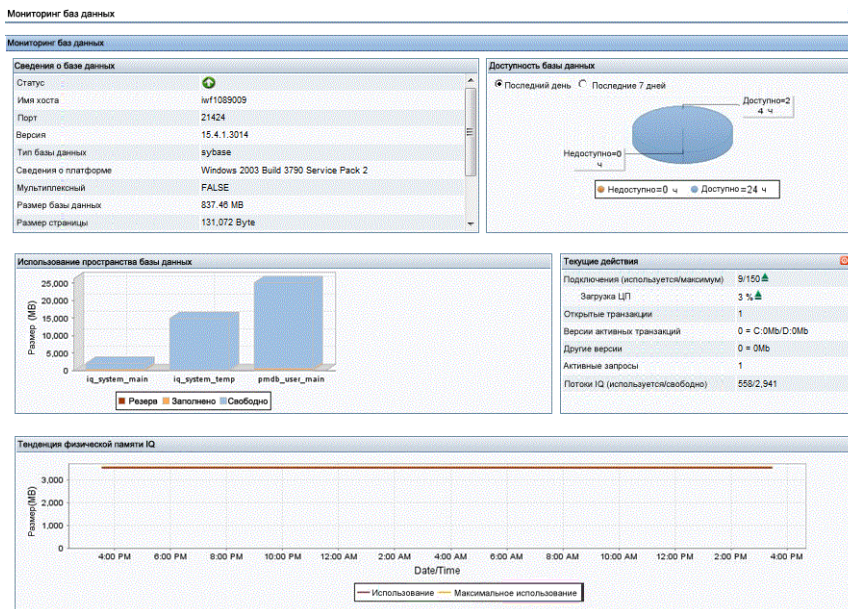 Мониторинг баз данных
Мониторинг баз данных
Сведения о базе данных
Статус
Имя хоста iwf1089009
Порт 21424
Версия 15.4.1.3014
Тип базы данных sybase
Сведения о платформе Windows 2003 Build 3790 Service Pack 2
Мультиплексный FALSE
Размер базы данных 837.46 MB
Размер страницы 131,072 Byte
Доступность базы данных
Последний день Последние 7 дней
Доступно=2
4 ч
Недоступно=0
ч
Недоступно=0 ч Доступно=24 ч
Использование пространства базы данных
Размер (MB)
25,000
20,000
15,000
10,000
5,000
0
iq_system_main iq_system_temp pmdb_user_main
Резерв Заполнено Свободно
Текущие действия
Подключения (используется/максимум) 9/150
Загрузка ЦП 3 %
Открытые транзакции 1
Версии активных транзакций 0 = C:0Mb/D:0Mb
Другие версии 0 = 0Mb
Активные запросы 1
Потоки IQ (используется/свободно) 558/2,941
Тенденция физической памяти IQ
Размер(MB)
3,000
2,000
1,000
0
4:00 PM 6:00 PM 8:00 PM 10:00 PM 12:00 AM 2:00 AM 4:00 AM 6:00 AM 8:00 AM 10:00 AM 12:00 PM 2:00 PM 4:00 PM
Date/Time
Использование Максимальное использование